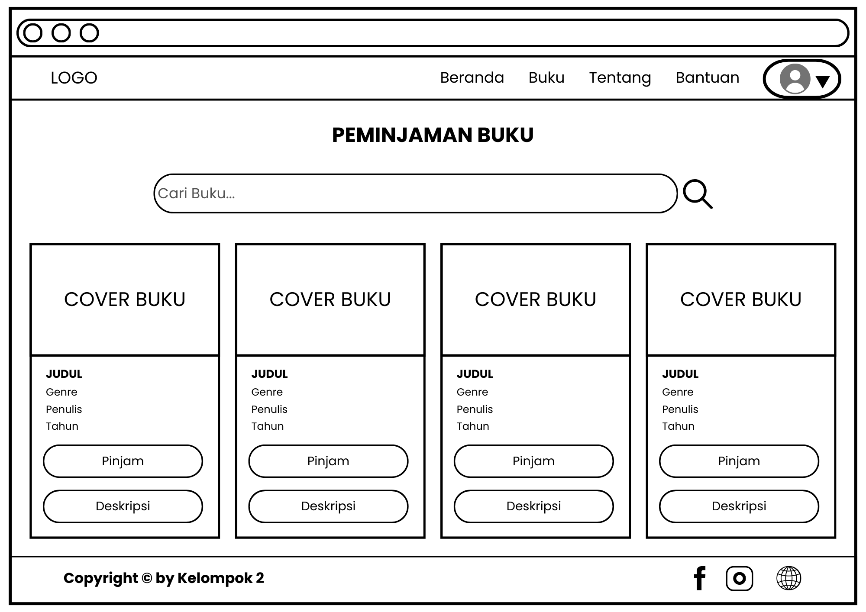 LOGO Beranda Buku Tentang Bantuan
PEMINJAMAN BUKU
Cari Buku...
COVER BUKU COVER BUKU COVER BUKU COVER BUKU
JUDUL JUDUL JUDUL JUDUL
Genre Genre Genre Genre
Penulis Penulis Penulis Penulis
Tahun Tahun Tahun Tahun
Pinjam Pinjam Pinjam Pinjam
Deskripsi Deskripsi Deskripsi Deskripsi
Copyright © by Kelompok 2